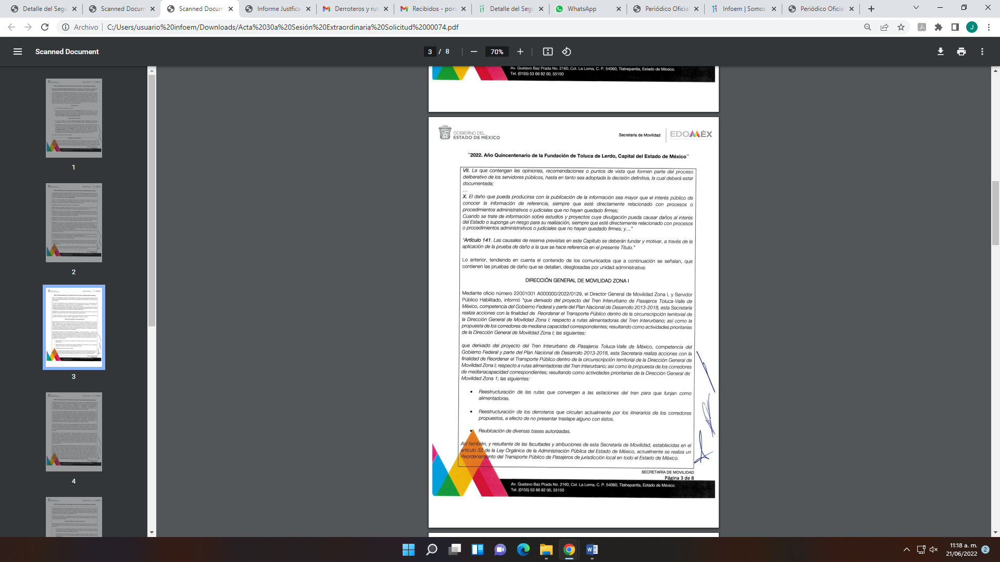 Detalle del Segu
Scanned Docum
Scanned Docum
Informe Justfica
Derroteros y rut
Recibidos - pon
Detalle del Segu
WhatsApp
Periódico Oficial
Infoem | Somos
Periódico Oficial
Archivo
C:/Users/usuario%20infoem/Downloads/Acta%2030a%20Sesión%20Extraordinaria%20Solicitud%2000074.pdf
J
Scanned Document
3 / 8
70%
1
2
3
4
Av. Gustavo Baz Prada No. 2160, Col. La Loma, C. P. 54060, Tlalnepantla, Estado de México.
Tel. (0155) 53 66 82 00, 55150
GOBIERNO DEL
ESTADO DE MÉXICO
Secretaría de Movilidad
EDOMÉX
"2022. Año Quincentenario de la Fundación de Toluca de Lerdo, Capital del Estado de México"
VII. La que contengan las opiniones, recomendaciones o puntos de vista que formen parte del proceso
deliberativo de los servidores públicos, hasta en tanto sea adoptada la decisión definitiva, la cual deberá estar
documentada;
...
X. El daño que pueda producirse con la publicación de la información sea mayor que el interés público de
conocer la información de referencia, siempre que esté directamente relacionado con procesos o
procedimientos administrativos o judiciales que no hayan quedado firmes;
Cuando se trate de información sobre estudios y proyectos cuya divulgación pueda causar daños al interés
del Estado o suponga un riesgo para su realización, siempre que esté directamente relacionado con procesos
o procedimientos administrativos o judiciales que no hayan quedado firmes; y..."
"Artículo 141. Las causales de reserva previstas en este Capítulo se deberán fundar y motivar, a través de la
aplicación de la prueba de daño a la que se hace referencia en el presente Título."
Lo anterior, tendiendo en cuenta el contenido de los comunicados que a continuación se señalan, que
contienen las pruebas de daño que se detallan, desglosadas por unidad administrativa:
DIRECCIÓN GENERAL DE MOVILIDAD ZONA I
Mediante oficio número 22001001 A000000/2022/0129, el Director General de Movilidad Zona I, y Servidor
Público Habilitado, informó "que derivado del proyecto del Tren Interurbano de Pasajeros Toluca-Valle de
México, competencia del Gobierno Federal y parte del Plan Nacional de Desarrollo 2013-2018, esta Secretaría
realiza acciones con la finalidad de Reordenar el Transporte Público dentro de la circunscripción territorial de
la Dirección General de Movilidad Zona I; respecto a rutas alimentadoras del Tren Interurbano; así como la
propuesta de los corredores de mediana capacidad correspondientes; resultando como actividades prioritarias
de la Dirección General de Movilidad Zona I; las siguientes:
que derivado del proyecto del Tren Interurbano de Pasajeros Toluca-Valle de México, competencia del
Gobierno Federal y parte del Plan Nacional de Desarrollo 2013-2018, esta Secretaria realiza acciones con la
finalidad de Reordenar el Transporte Público dentro de la circunscripción territorial de la Dirección General de
Movilidad Zona I; respecto a rutas alimentadoras del Tren Interurbano; asi como la propuesta de los corredores
de medianacapacidad correspondientes; resultando como actividades prioritarias de la Dirección General de
Movilidad Zona 1; las siguientes:
• Reestructuración de las rutas que convergen a las estaciones del tren para que funjan como
alimentadoras.
• Reestructuración de los derroteros que circulan actualmente por los itinerarios de los corredores
propuestos, a efecto de no presentar traslape alguno con éstos.
• Reubicación de diversas bases autorizadas.
Así también, y resultante de las facultades y atribuciones de esta Secretaría de Movilidad, establecidas en el
artículo 32 de la Ley Orgánica de la Administración Pública del Estado de México, actualmente se realiza un
Reordenamiento del Transporte Público de Pasajeros de jurisdicción local en todo el Estado de México.
SECRETARÍA DE MOVILIDAD
Página 3 de 8
Av. Gustavo Baz Prada No. 2160, Col. La Loma, C. P. 54060, Tlalnepantla, Estado de México.
Tel. (0155) 53 66 82 00, 55150
11:18 a. m.
21/06/2022
2